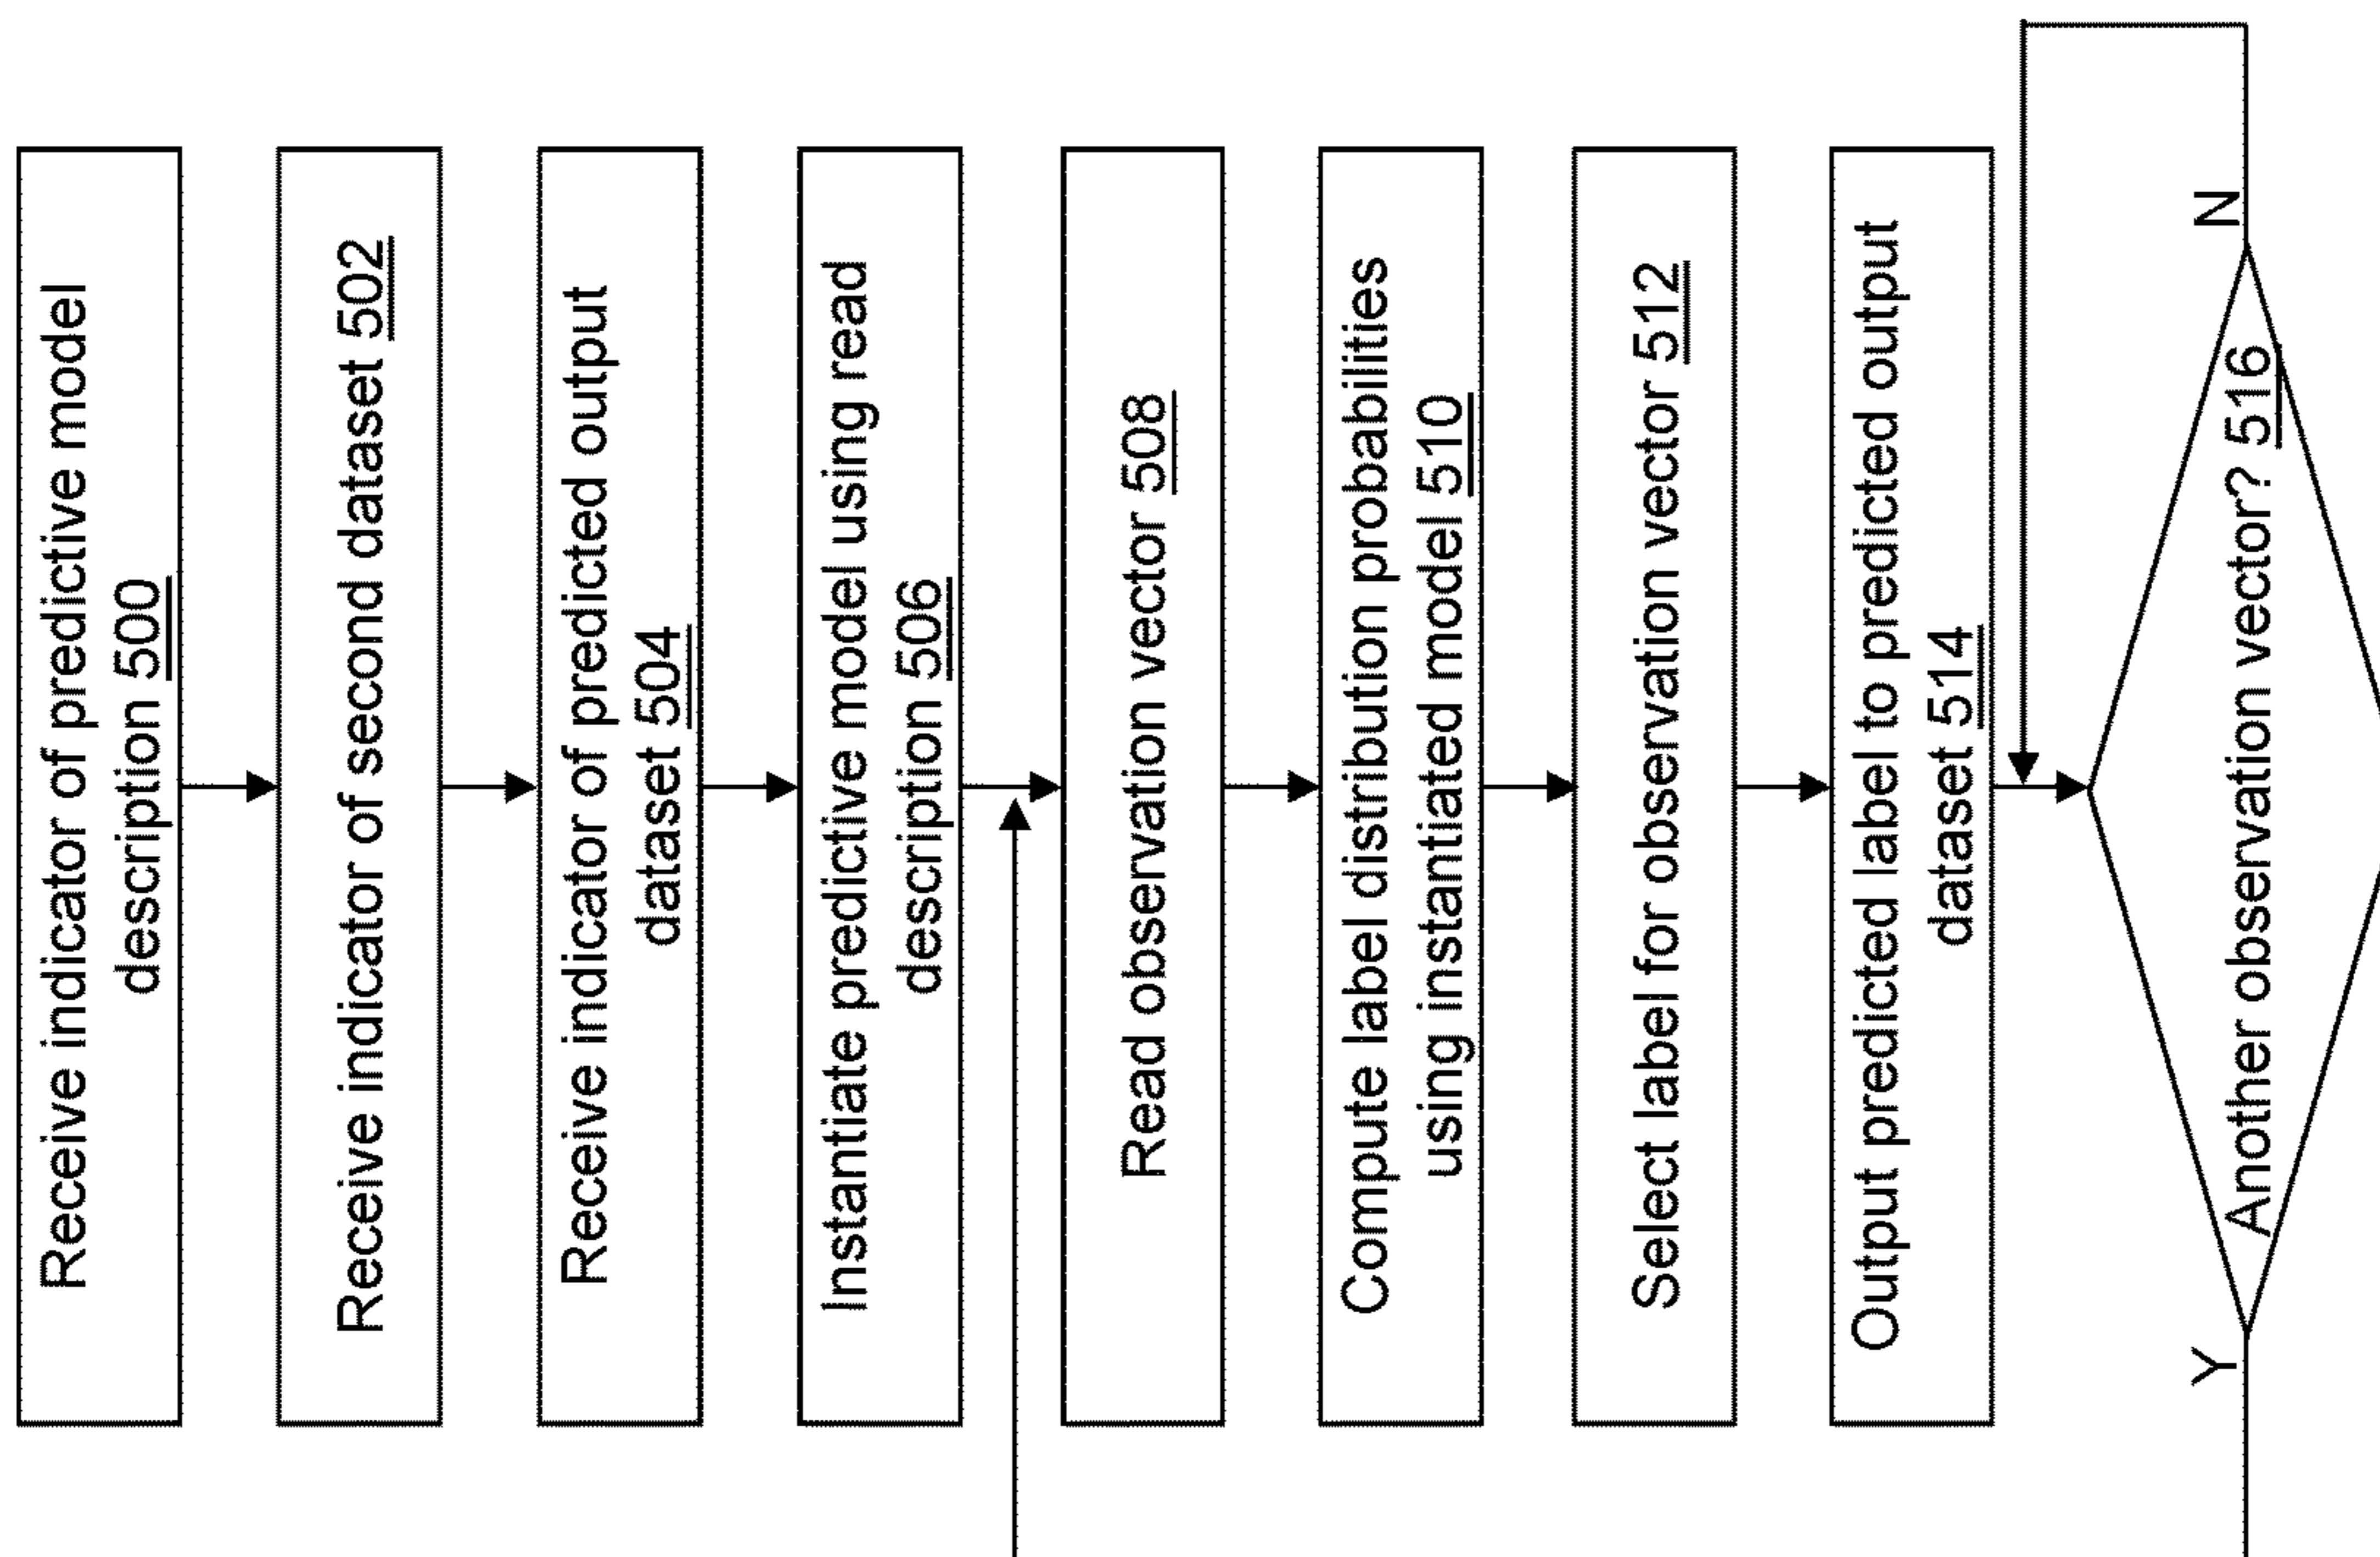 Receive indicator of predictive model
description 500
Receive indicator of second dataset 502
Receive indicator of predicted output
dataset 504
Instantiate predictive model using read
description 506
Read observation vector 508
Compute label distribution probabilities
using instantiated model 510
Select label for observation vector 512
Output predicted label to predicted output
dataset 514
Another observation vector? 516
Y
N